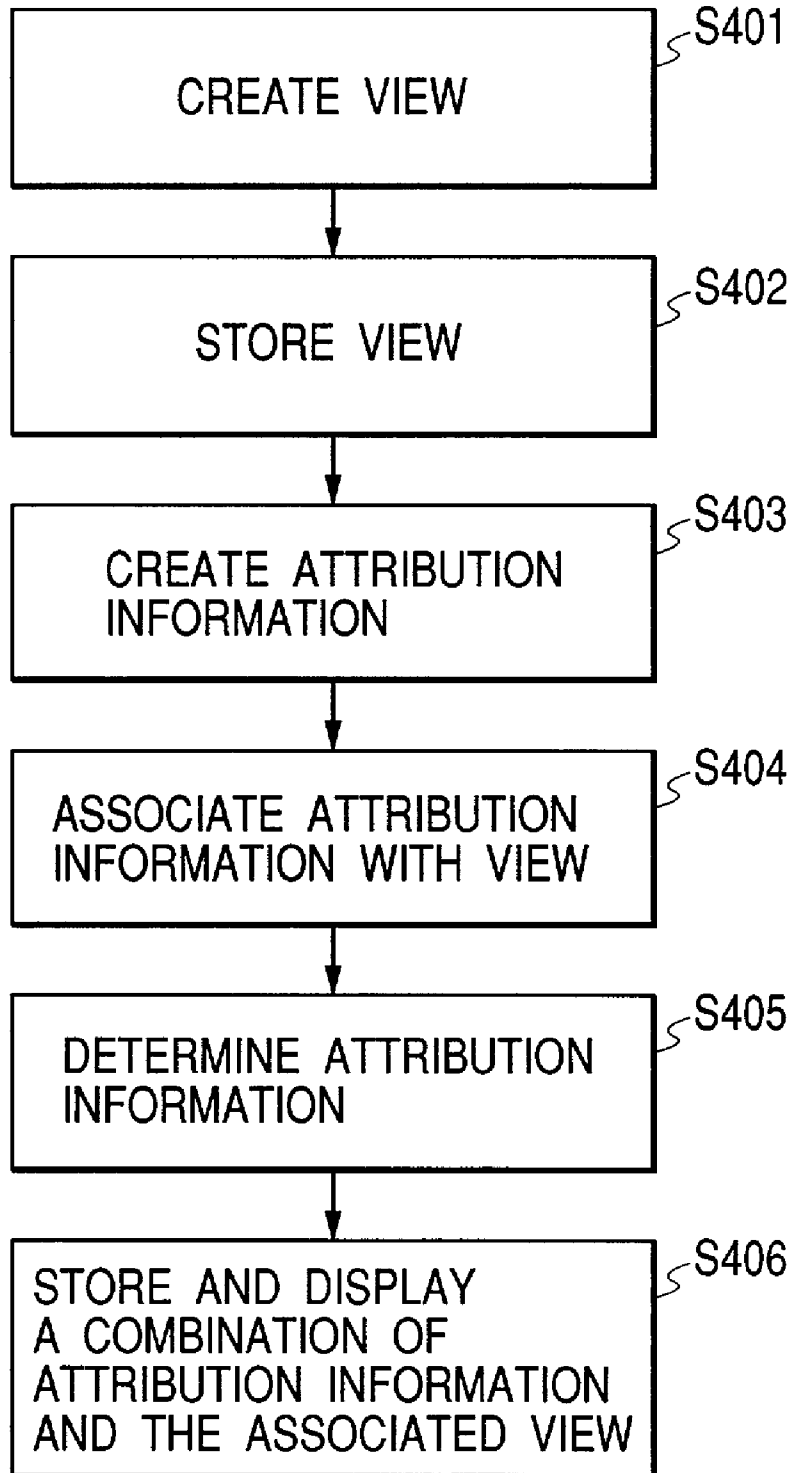 S401
CREATE VIEW
S402
STORE VIEW
S403
CREATE ATTRIBUTION
INFORMATION
S404
ASSOCIATE ATTRIBUTION
INFORMATION WITH VIEW
S405
DETERMINE ATTRIBUTION
INFORMATION
S406
STORE AND DISPLAY
A COMBINATION OF
ATTRIBUTION INFORMATION
AND THE ASSOCIATED VIEW